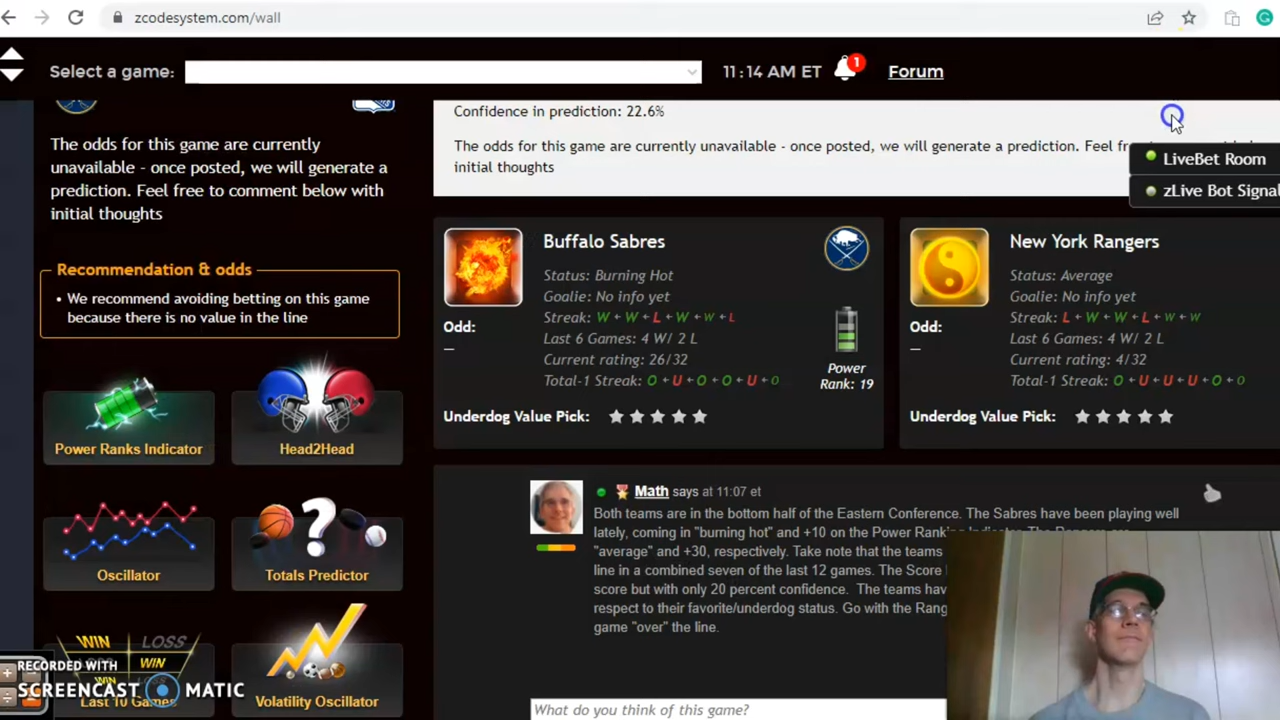 zcodesystem.com/wall
Select a game:
11:14 AM ET
1
Forum
The odds for this game are currently
unavailable - once posted, we will generate a
prediction. Feel free to comment below with
initial thoughts
Recommendation & odds
• We recommend avoiding betting on this game
because there is no value in the line
Power Ranks Indicator
Head2Head
Oscillator
?
Totals Predictor
WIN LOSS
WIN
Last 10 Games
Volatility Oscillator
RECORDED WITH
SCREENCAST MATIC
Confidence in prediction: 22.6%
The odds for this game are currently unavailable - once posted, we will generate a prediction. Feel
initial thoughts
LiveBet Room
zLive Bot Signal
Buffalo Sabres
Status: Burning Hot
Goalie: No info yet
Odd:
—
Streak: W ← W ← L ← W ← W ← L
Last 6 Games: 4 W/ 2 L
Current rating: 26/32
Total-1 Streak: O ← U ← O ← O ← U ← O
Power
Rank: 19
Underdog Value Pick:
New York Rangers
Status: Average
Goalie: No info yet
Odd:
—
Streak: L ← W ← W ← L ← W ← W
Last 6 Games: 4 W/ 2 L
Current rating: 4/32
Total-1 Streak: O ← U ← U ← U ← O ← O
Underdog Value Pick:
Math says at 11:07 et
Both teams are in the bottom half of the Eastern Conference. The Sabres have been playing well
lately, coming in "burning hot" and +10 on the Power Ranking Indicator. The Rangers are
"average" and +30, respectively. Take note that the teams
line in a combined seven of the last 12 games. The Score
score but with only 20 percent confidence. The teams
respect to their favorite/underdog status. Go with the
game "over" the line.
What do you think of this game?